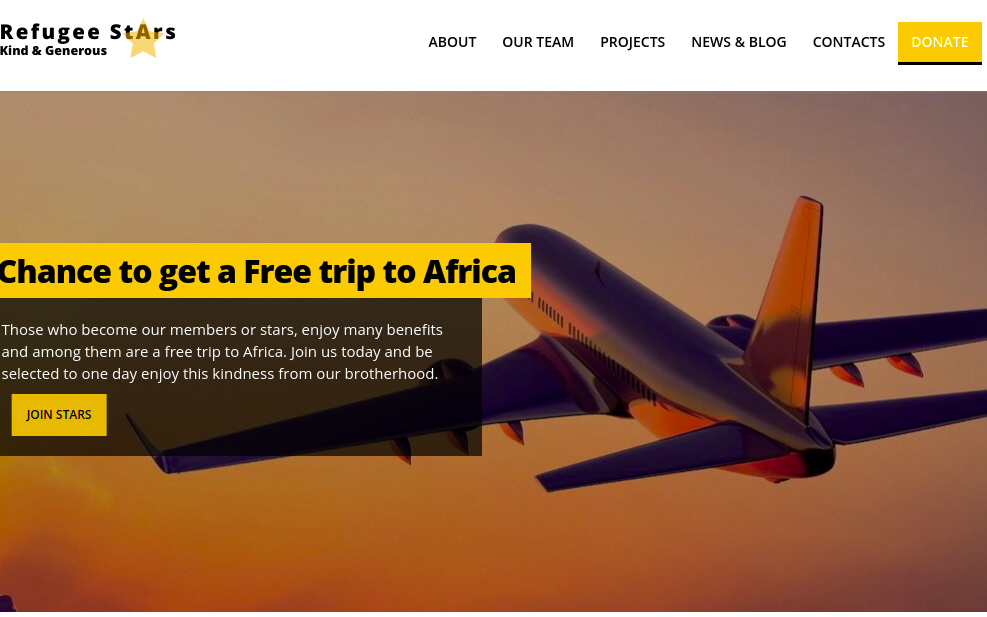 Refugee StArs
Kind & Generous
ABOUT OUR TEAM PROJECTS NEWS & BLOG CONTACTS DONATE
Chance to get a Free trip to Africa
Those who become our members or stars, enjoy many benefits
and among them are a free trip to Africa. Join us today and be
selected to one day enjoy this kindness from our brotherhood.
JOIN STARS